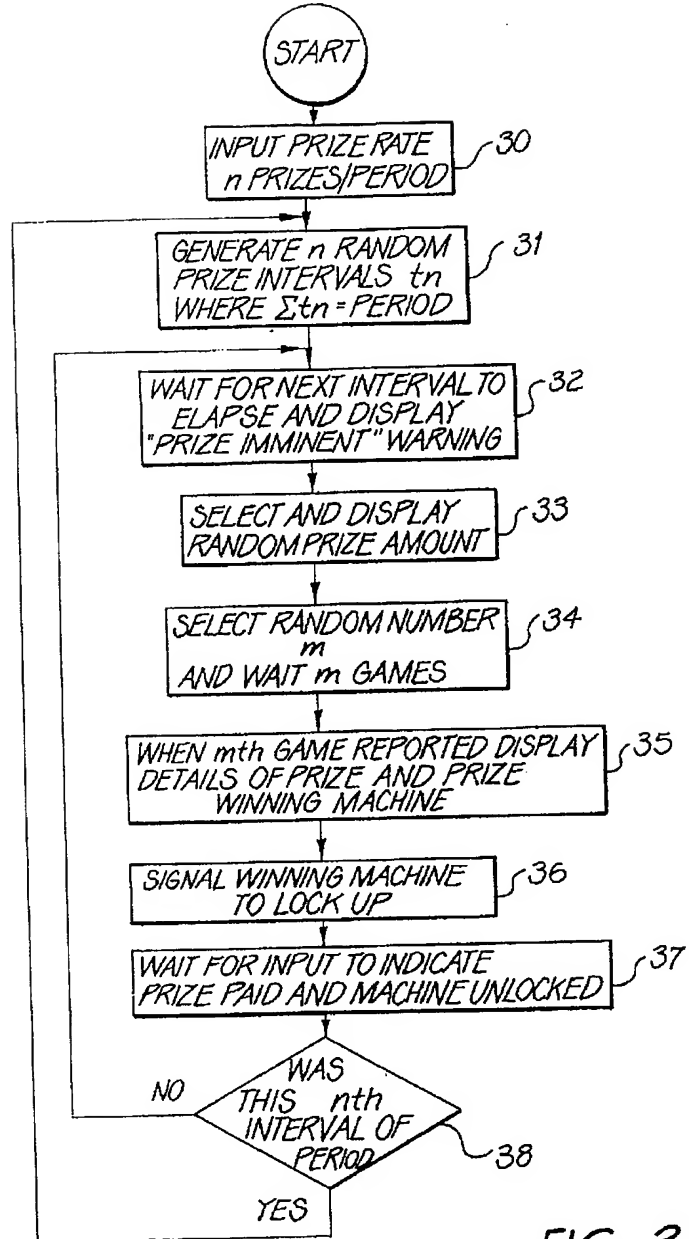 START
INPUT PRIZE RATE
n PRIZES/PERIOD
30
GENERATE n RANDOM
PRIZE INTERVALS tn
WHERE Σtn = PERIOD
31
WAIT FOR NEXT INTERVAL TO
ELAPSE AND DISPLAY
"PRIZE IMMINENT" WARNING
32
SELECT AND DISPLAY
RANDOM PRIZE AMOUNT
33
SELECT RANDOM NUMBER
m
AND WAIT m GAMES
34
WHEN mth GAME REPORTED DISPLAY
DETAILS OF PRIZE AND PRIZE
WINNING MACHINE
35
SIGNAL WINNING MACHINE
TO LOCK UP
36
WAIT FOR INPUT TO INDICATE
PRIZE PAID AND MACHINE UNLOCKED
37
NO
WAS
THIS nth
INTERVAL OF
PERIOD
38
YES